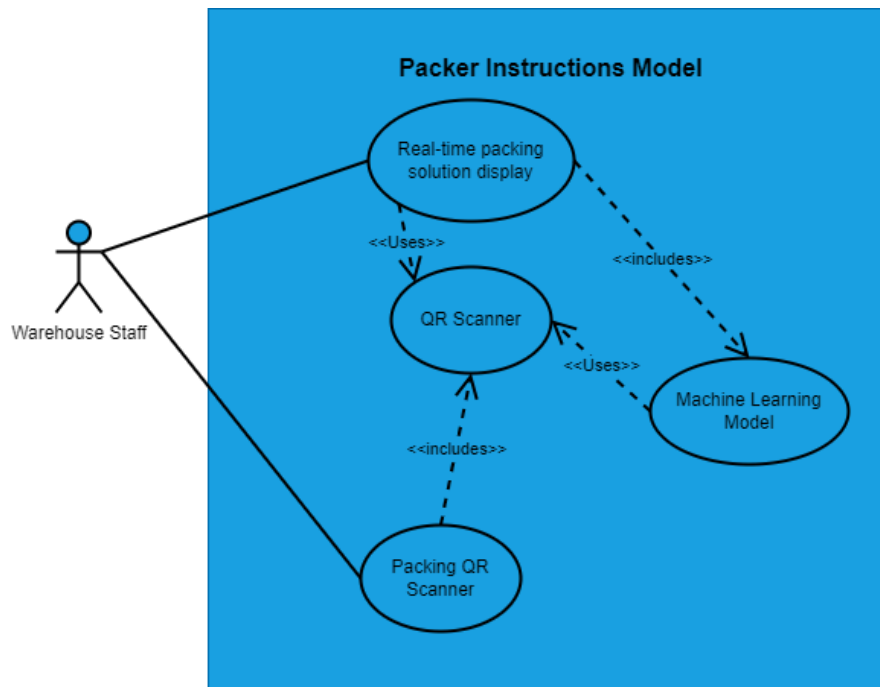 Packer Instructions Model
Real-time packing
solution display
<<Uses>>
<<includes>>
QR Scanner
Warehouse Staff
<<Uses>>
Machine Learning
Model
<<includes>>
Packing QR
Scanner